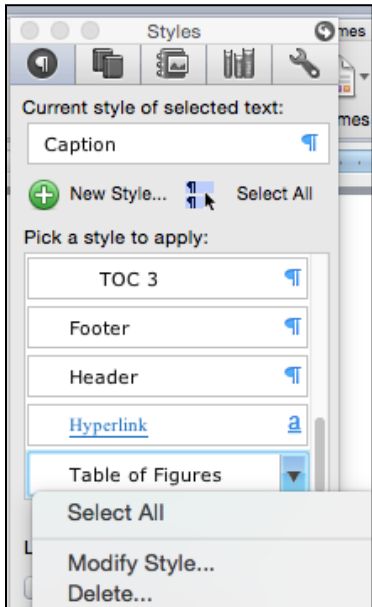 Styles
mes
mes
Current style of selected text:
Caption ¶
New Style... Select All
Pick a style to apply:
TOC 3 ¶
Footer ¶
Header ¶
Hyperlink a
Table of Figures
Select All
L
Modify Style...
Delete...